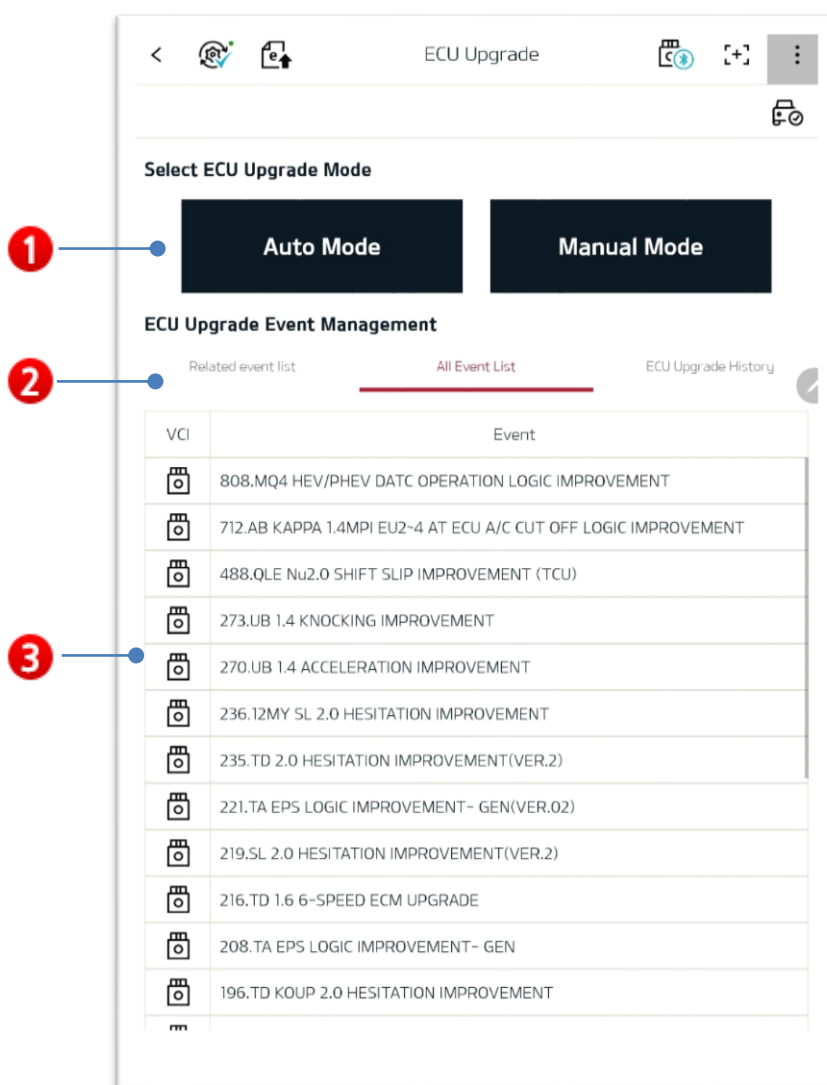 ECU Upgrade
Select ECU Upgrade Mode
1
Auto Mode
Manual Mode
ECU Upgrade Event Management
2
Related event list
All Event List
ECU Upgrade History
VCI
Event
808.MQ4 HEV/PHEV DATC OPERATION LOGIC IMPROVEMENT
712.AB KAPPA 1.4MPI EU2~4 AT ECU A/C CUT OFF LOGIC IMPROVEMENT
488.QLE Nu2.0 SHIFT SLIP IMPROVEMENT (TCU)
273.UB 1.4 KNOCKING IMPROVEMENT
3
270.UB 1.4 ACCELERATION IMPROVEMENT
236.12MY SL 2.0 HESITATION IMPROVEMENT
235.TD 2.0 HESITATION IMPROVEMENT(VER.2)
221.TA EPS LOGIC IMPROVEMENT- GEN(VER.02)
219.SL 2.0 HESITATION IMPROVEMENT(VER.2)
216.TD 1.6 6-SPEED ECM UPGRADE
208.TA EPS LOGIC IMPROVEMENT- GEN
196.TD KOUP 2.0 HESITATION IMPROVEMENT